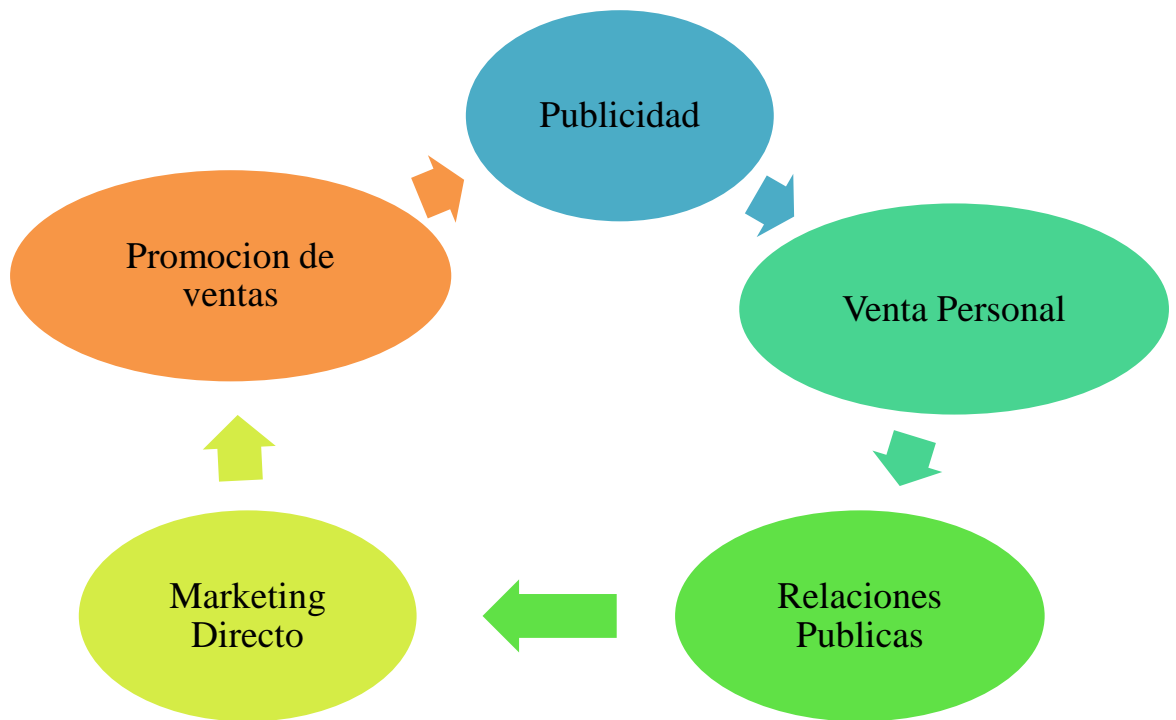 Publicidad
Promocion de
ventas
Venta Personal
Marketing
Directo
Relaciones
Publicas